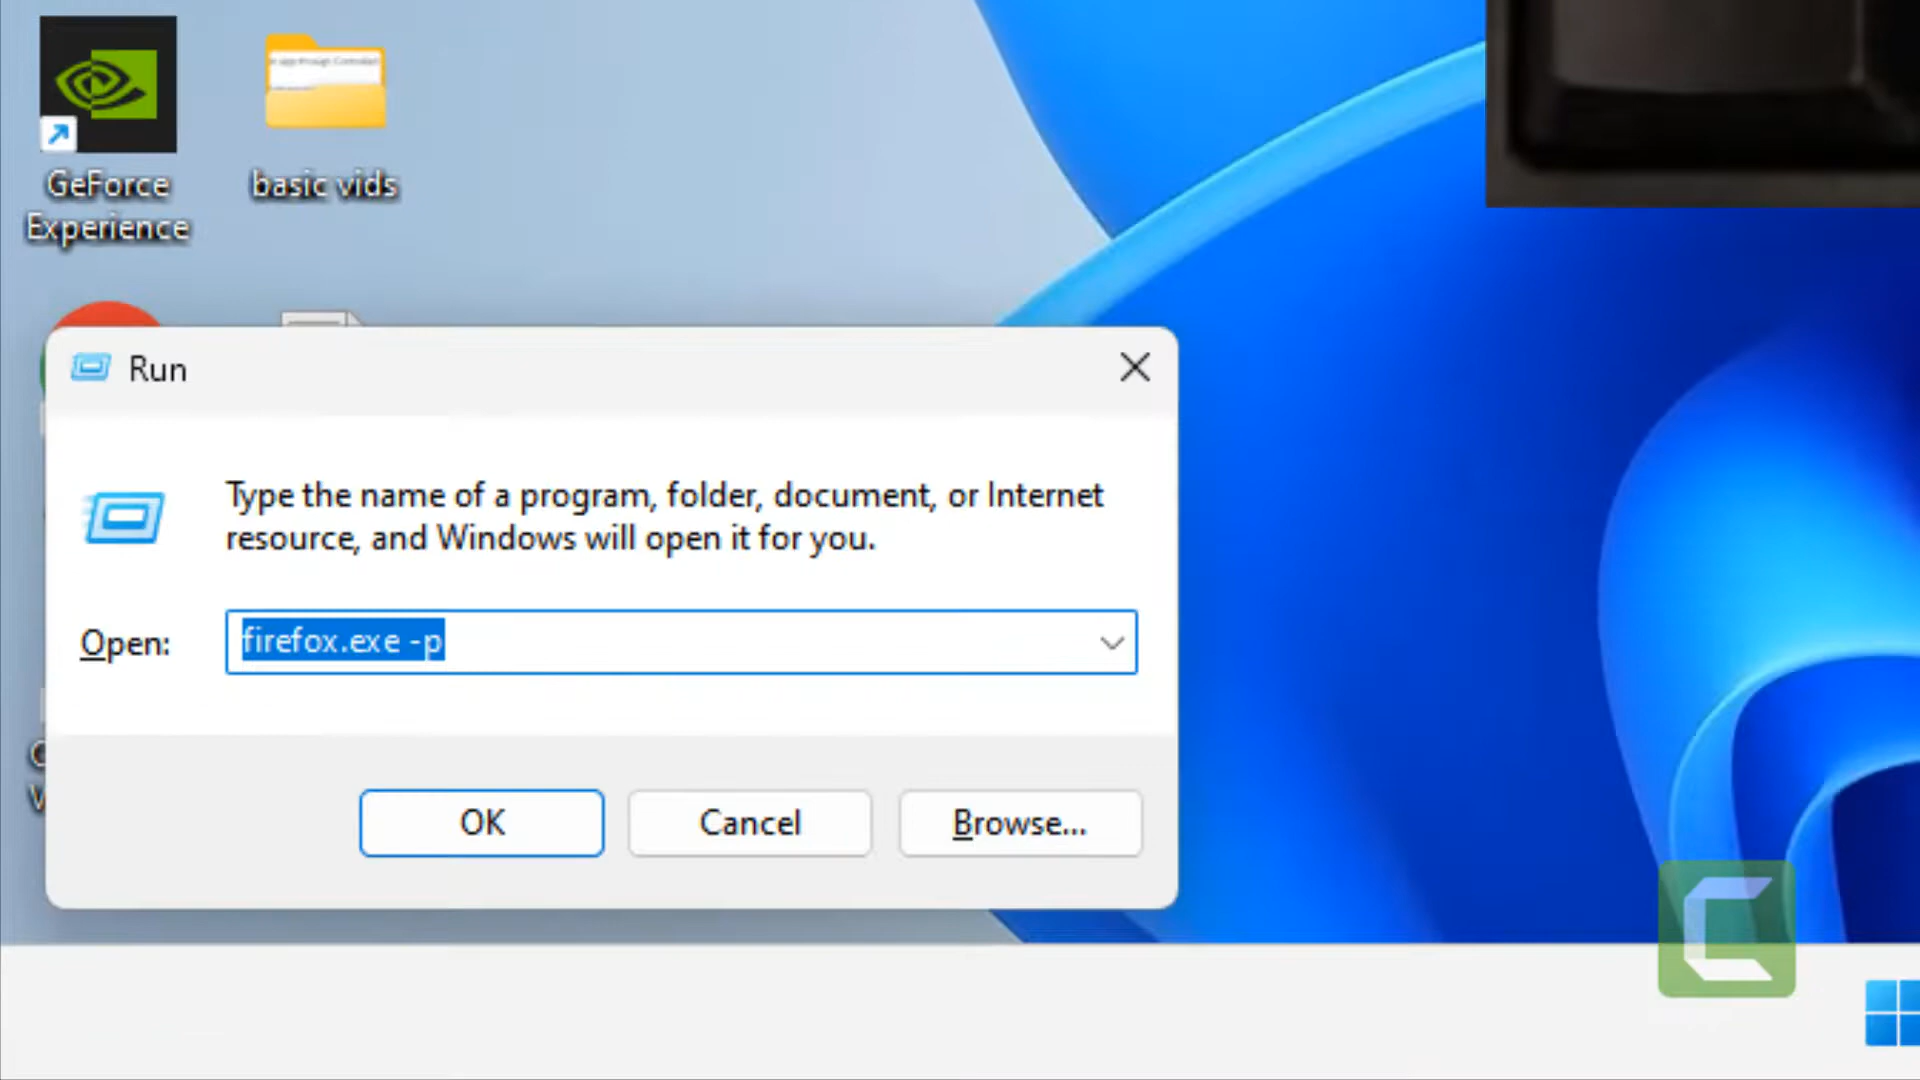 GeForce
Experience
basic vids
Run
Type the name of a program, folder, document, or Internet
resource, and Windows will open it for you.
Open:
firefox.exe -p
OK
Cancel
Browse...